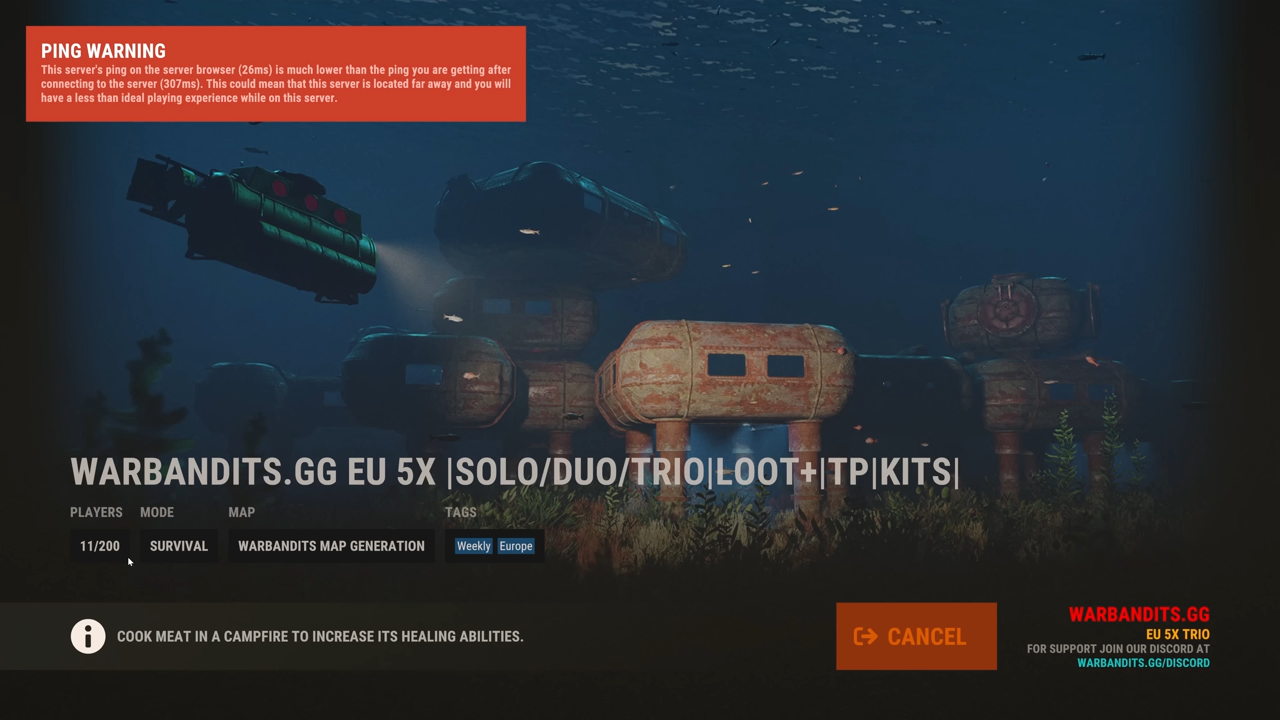 PING WARNING
This server's ping on the server browser (26ms) is much lower than the ping you are getting after
connecting to the server (307ms). This could mean that this server is located far away and you will
have a less than ideal playing experience while on this server.
WARBANDITS.GG EU 5X |SOLO/DUO/TRIO|LOOT+|TP|KITS|
PLAYERS MODE MAP TAGS
11/200 SURVIVAL WARBANDITS MAP GENERATION Weekly Europe
COOK MEAT IN A CAMPFIRE TO INCREASE ITS HEALING ABILITIES.
CANCEL
WARBANDITS.GG
EU 5X TRIO
FOR SUPPORT JOIN OUR DISCORD AT
WARBANDITS.GG/DISCORD